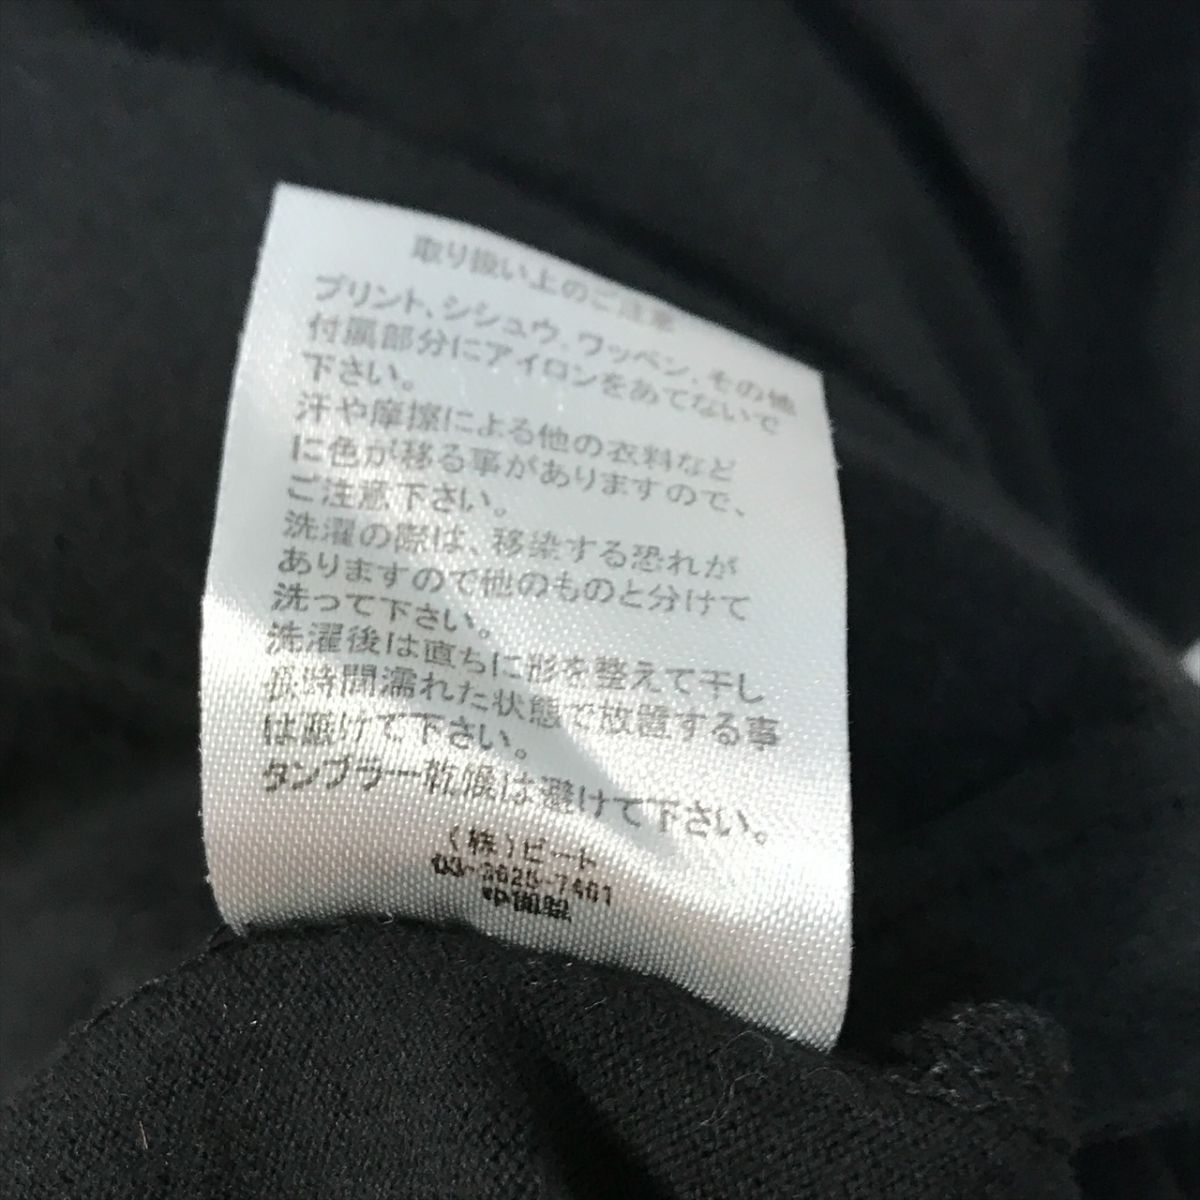 取り扱い上のご注意
プリント、シシュウ、ワッペン、その他
付属部分にアイロンをあてないで
下さい。
汗や摩擦による他の衣料など
に色が移る事がありますので、
ご注意下さい。
洗濯の際は、移染する恐れが
ありますので他のものと分けて
洗って下さい。
洗濯後は直ちに形を整えて干し
長時間濡れた状態で放置する事
は避けて下さい。
タンブラー乾燥は避けて下さい。
(株)ビート
03-3625-7461
中国製